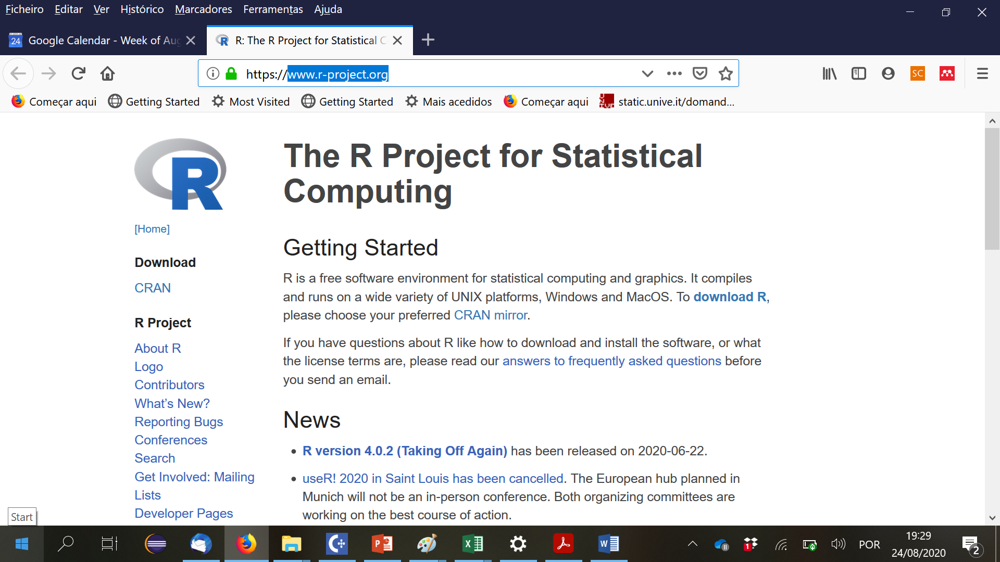 Ficheiro Editar Ver Histórico Marcadores Ferramentas Ajuda
24 Google Calendar - Week of Aug R: The R Project for Statistical C
https://www.r-project.org SC
Começar aqui Getting Started Most Visited Getting Started Mais acedidos Começar aqui static.unive.it/domand...
R
The R Project for Statistical
Computing
[Home]
Download
CRAN
R Project
About R
Logo
Contributors
What's New?
Reporting Bugs
Conferences
Search
Get Involved: Mailing
Lists
Developer Pages
Getting Started
R is a free software environment for statistical computing and graphics. It compiles
and runs on a wide variety of UNIX platforms, Windows and MacOS. To download R,
please choose your preferred CRAN mirror.
If you have questions about R like how to download and install the software, or what
the license terms are, please read our answers to frequently asked questions before
you send an email.
News
• R version 4.0.2 (Taking Off Again) has been released on 2020-06-22.
• useR! 2020 in Saint Louis has been cancelled. The European hub planned in
Munich will not be an in-person conference. Both organizing committees are
working on the best course of action.
Start
POR
19:29
24/08/2020
2